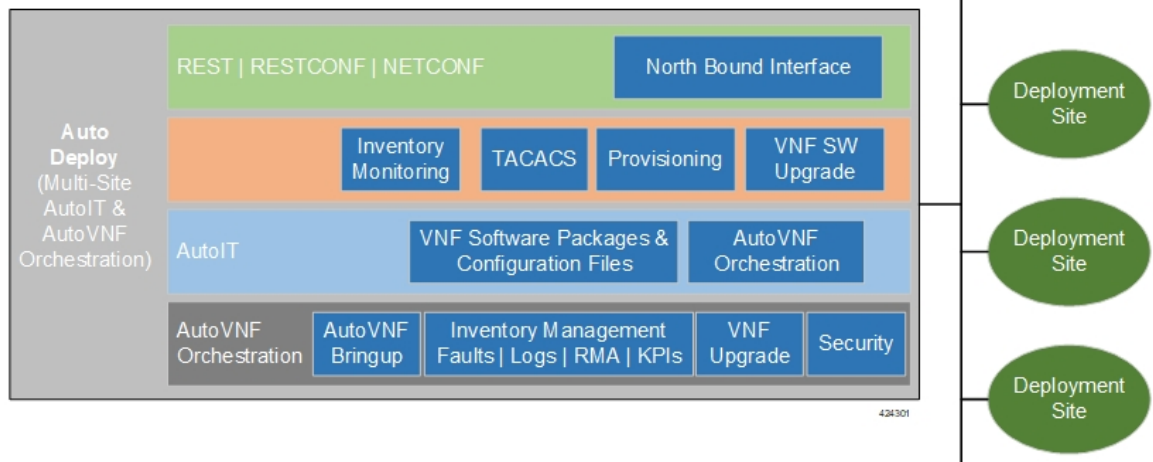 Auto
Deploy
(Multi-Site
AutoIT &
AutoVNF
Orchestration)
REST | RESTCONF | NETCONF
North Bound Interface
Inventory
Monitoring
TACACS
Provisioning
VNF SW
Upgrade
AutoIT
VNF Software Packages &
Configuration Files
AutoVNF
Orchestration
AutoVNF
Orchestration
AutoVNF
Bringup
Inventory Management
Faults | Logs | RMA | KPIs
VNF
Upgrade
Security
424301
Deployment
Site
Deployment
Site
Deployment
Site